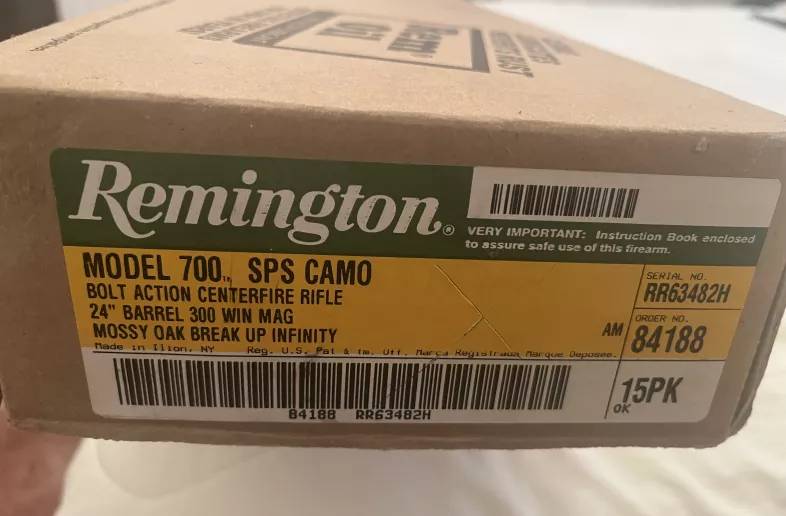 Remington®
VERY IMPORTANT: Instruction Book enclosed
to assure safe use of this firearm.
MODEL 700™ SPS CAMO
BOLT ACTION CENTERFIRE RIFLE
24" BARREL 300 WIN MAG
MOSSY OAK BREAK UP INFINITY
Made in Ilion, NY Reg. U.S. Pat & tm. Off. Marca Registrada Marque Deposee.
SERIAL NO.
RR63482H
ORDER NO.
AM 84188
15PK
OK
84188 RR63482H